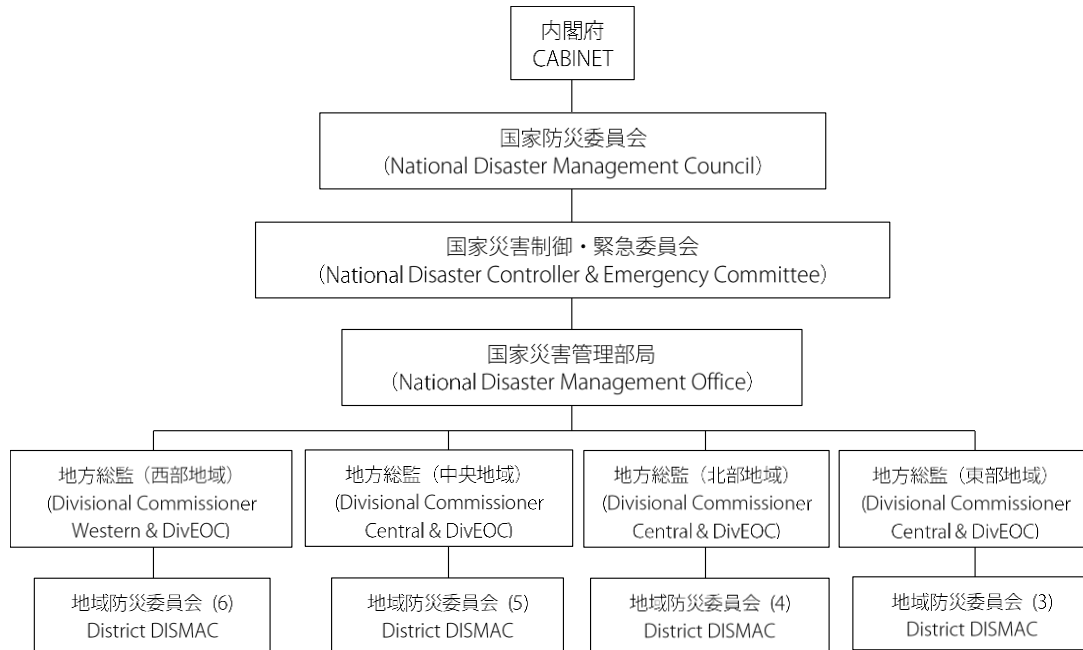 内閣府
CABINET
国家防災委員会
（National Disaster Management Council）
国家災害制御・緊急委員会
（National Disaster Controller & Emergency Committee）
国家災害管理部局
（National Disaster Management Office）
地方総監（西部地域）
(Divisional Commissioner
Western & DivEOC)
地方総監（中央地域）
(Divisional Commissioner
Central & DivEOC)
地方総監（北部地域）
(Divisional Commissioner
Central & DivEOC)
地方総監（東部地域）
(Divisional Commissioner
Central & DivEOC)
地域防災委員会 (6)
District DISMAC
地域防災委員会 (5)
District DISMAC
地域防災委員会 (4)
District DISMAC
地域防災委員会 (3)
District DISMAC